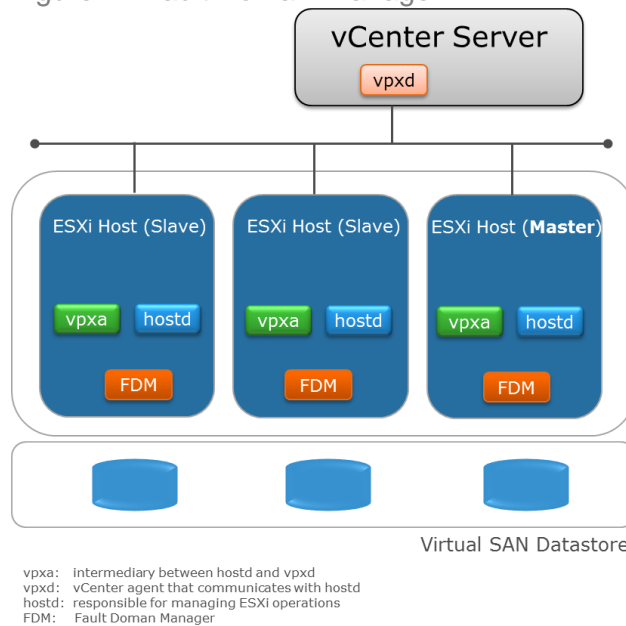 vCenter Server
vpxd
ESXi Host (Slave)
ESXi Host (Slave)
ESXi Host (Master)
vpxa
hostd
vpxa
hostd
vpxa
hostd
FDM
FDM
FDM
Virtual SAN Datastore
vpxa: intermediary between hostd and vpxd
vpxd: vCenter agent that communicates with hostd
hostd: responsible for managing ESXi operations
FDM: Fault Doman Manager